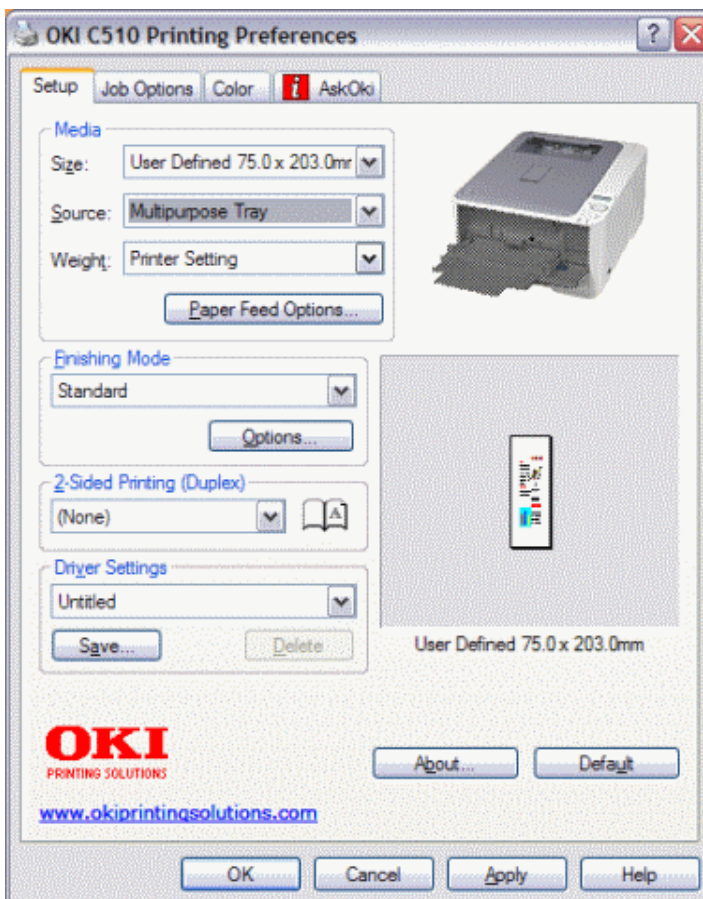 OKI C510 Printing Preferences
Setup Job Options Color i AskOki
Media
Size: User Defined 75.0 x 203.0mr
Source: Multipurpose Tray
Weight: Printer Setting
Paper Feed Options...
Finishing Mode
Standard
Options...
2-Sided Printing (Duplex)
(None)
A
Driver Settings
Untitled
Save... Delete
User Defined 75.0 x 203.0mm
OKI
PRINTING SOLUTIONS
About... Default
www.okiprintingsolutions.com
OK Cancel Apply Help